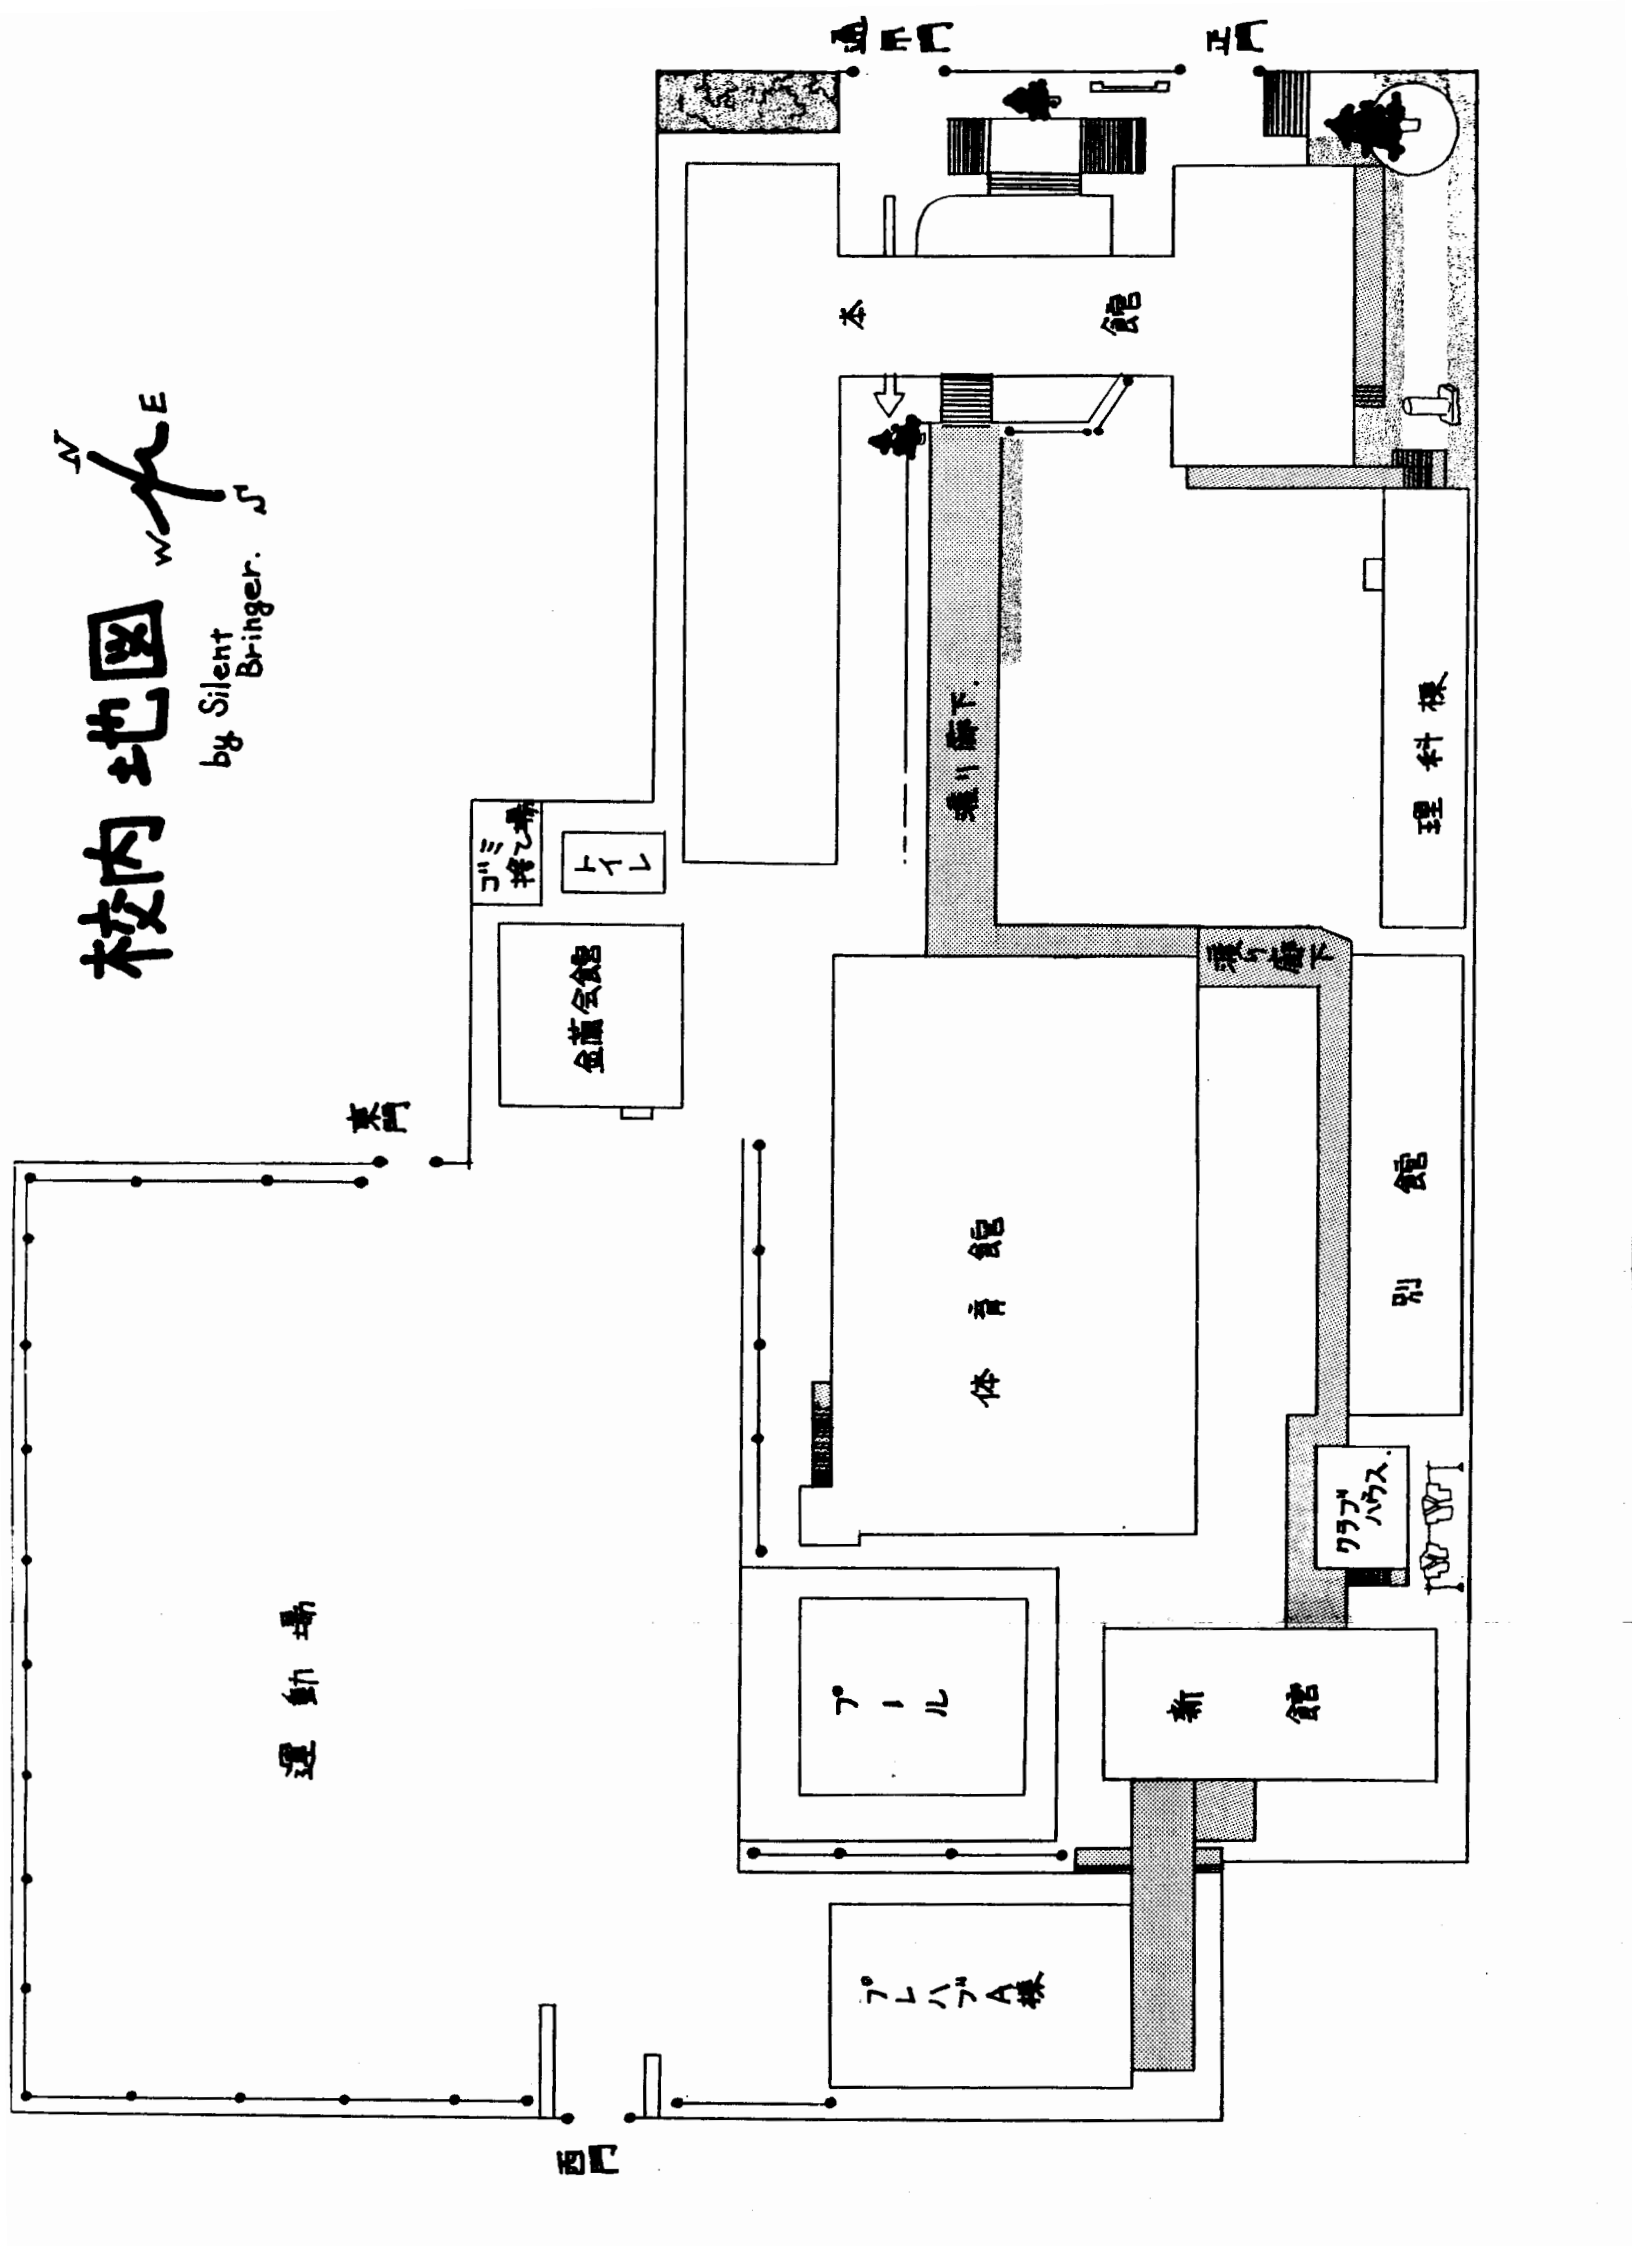 校内地図
by Silent
Bringer.
N
E
W
S
通用門
正門
本館
渡り廊下.
理科棟
ゴミ
捨て場
トイレ
金蘭会館
東門
渡り廊下
体育館
別館
クラブ
ハウス.
運動場
プール
新館
プレハブA棟
西門